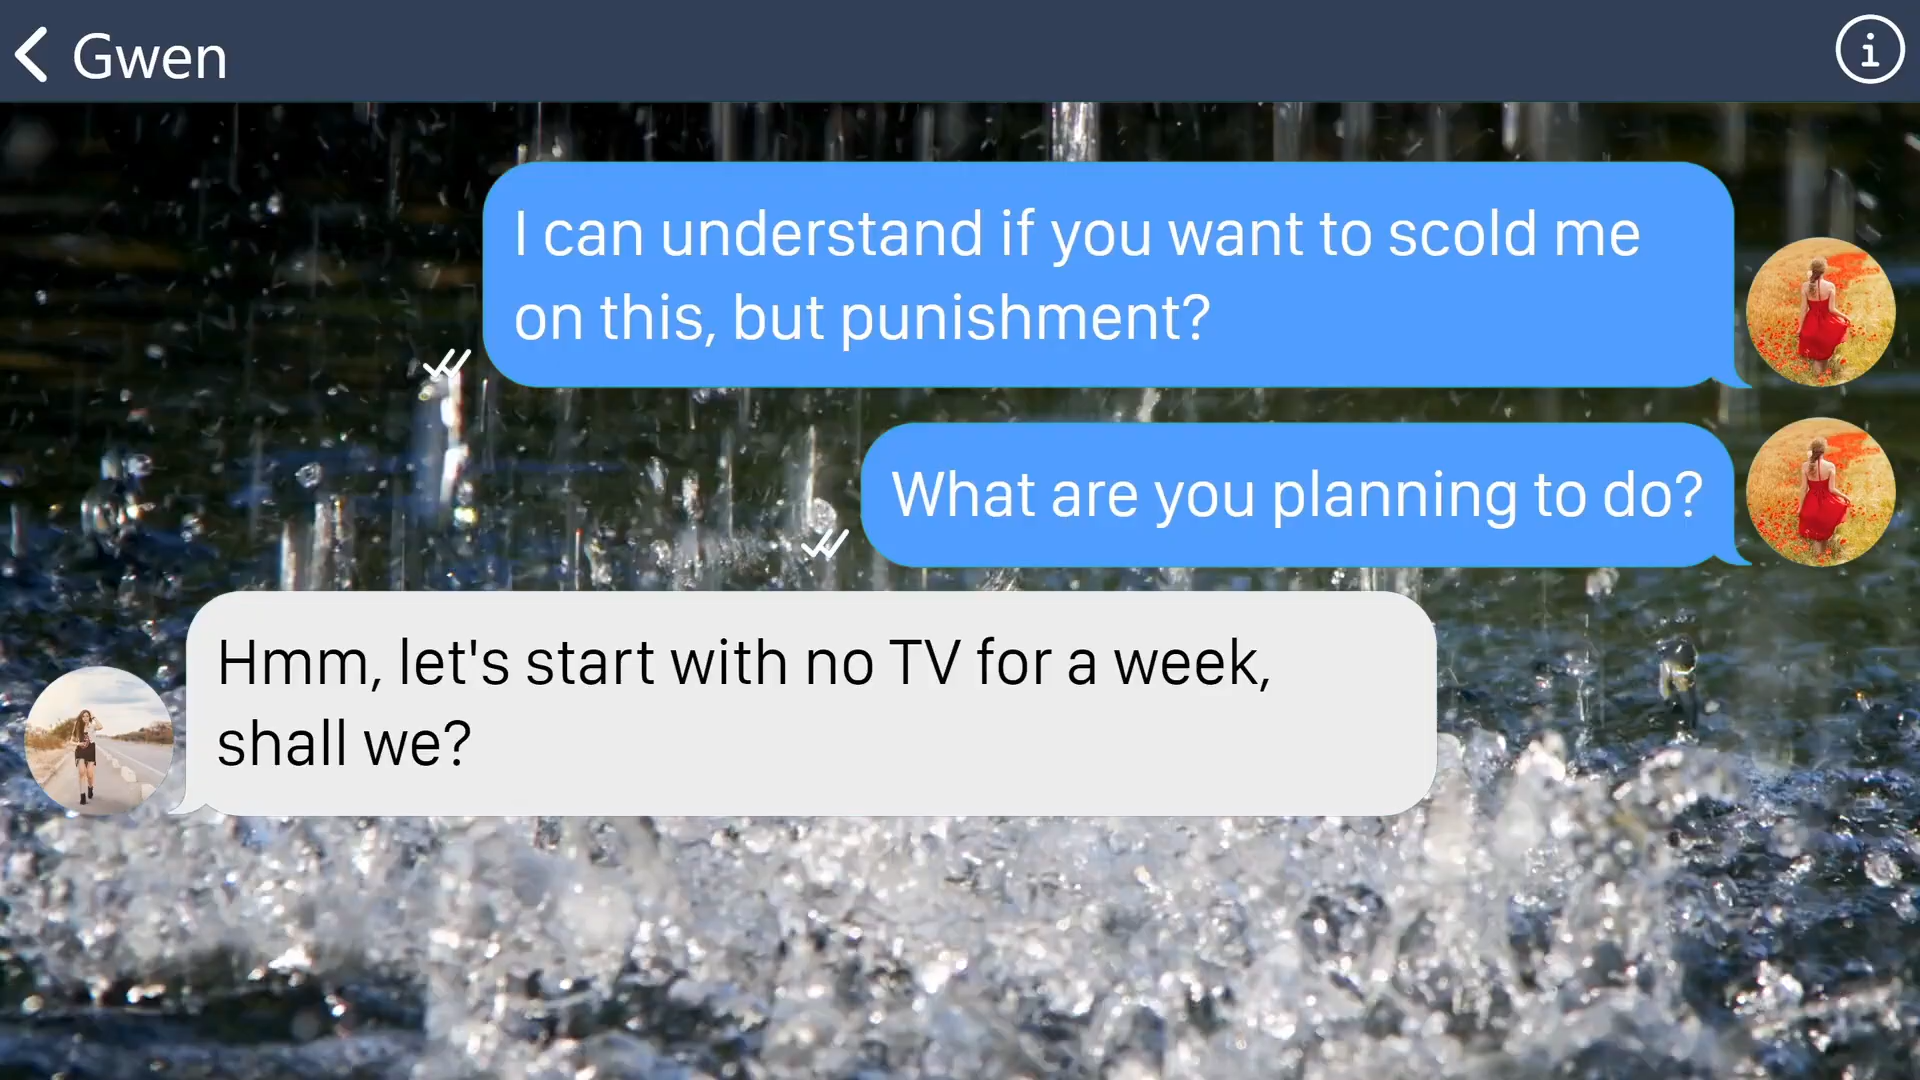 Gwen
I can understand if you want to scold me
on this, but punishment?
What are you planning to do?
Hmm, let's start with no TV for a week,
shall we?